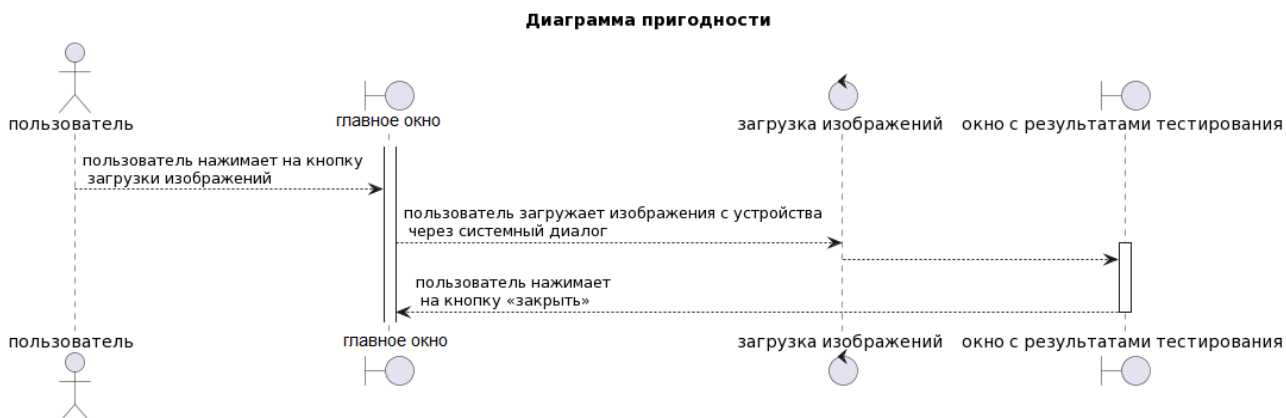 Диаграмма пригодности
пользователь
главное окно
загрузка изображений
окно с результатами тестирования
пользователь нажимает на кнопку
загрузки изображений
пользователь загружает изображения с устройства
через системный диалог
пользователь нажимает
на кнопку «закрыть»
пользователь
главное окно
загрузка изображений
окно с результатами тестирования